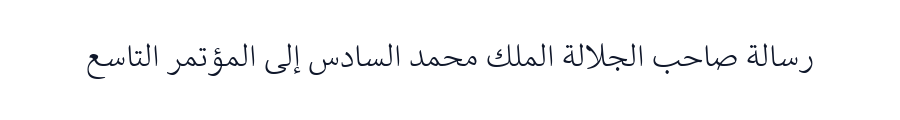 رسالة صاحب الجلالة الملك محمد السادس إلى المؤتمر التاسع